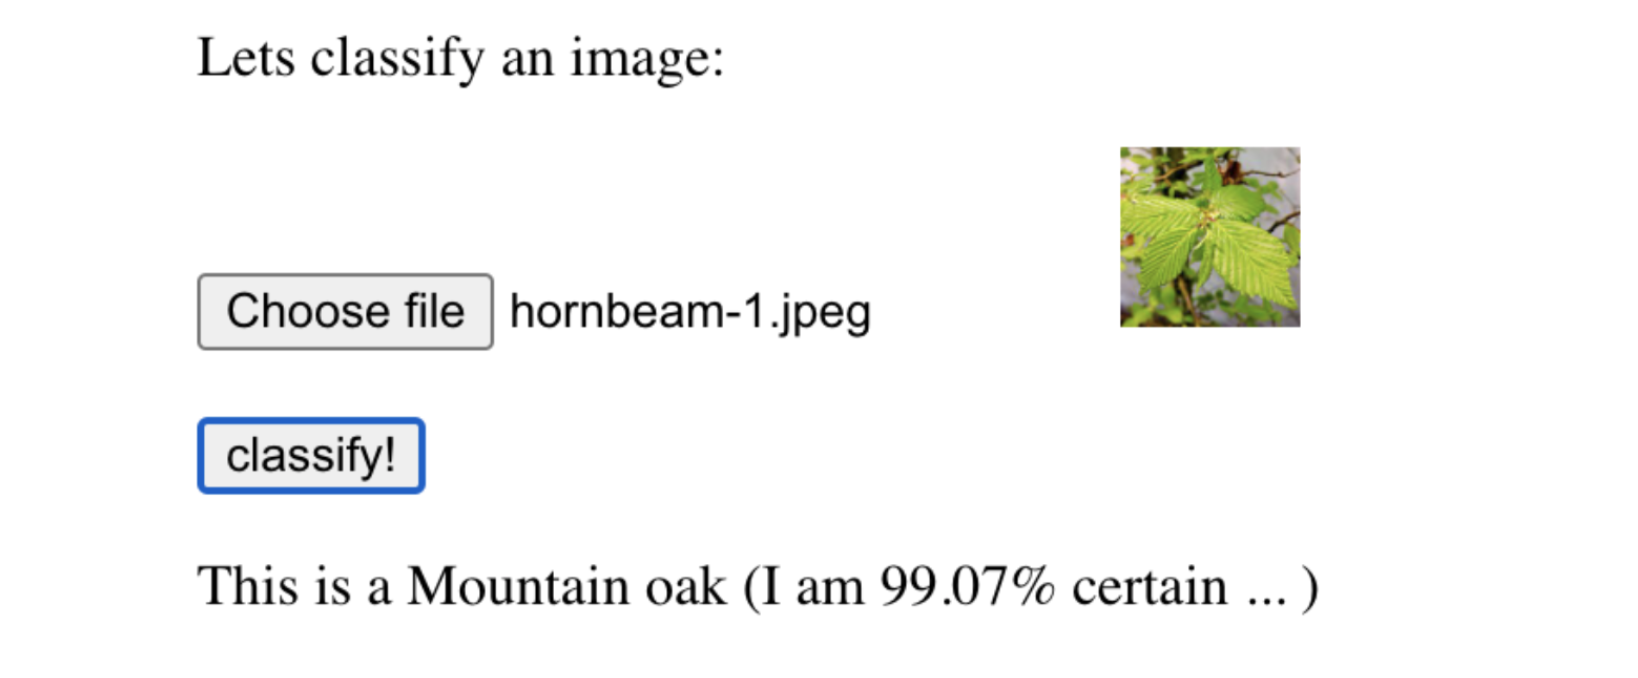 Lets classify an image:
Choose file hornbeam-1.jpeg
classify!
This is a Mountain oak (I am 99.07% certain ... )